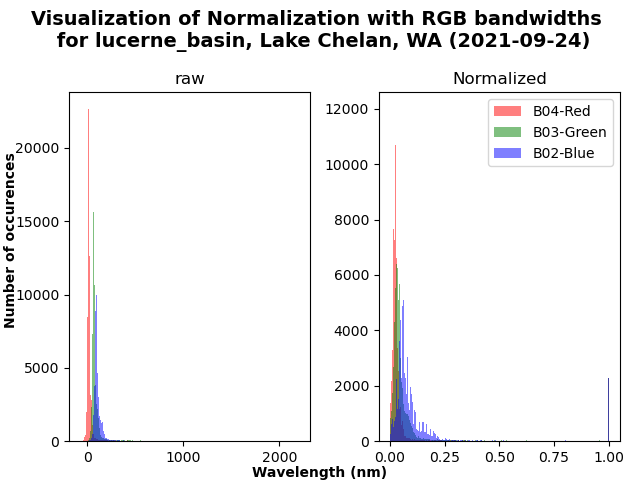 Visualization of Normalization with RGB bandwidths
for lucerne_basin, Lake Chelan, WA (2021-09-24)
raw
Number of occurences
20000
15000
10000
5000
0
0
1000
2000
Normalized
12000
10000
8000
6000
4000
2000
0
0.00
0.25
0.50
0.75
1.00
B04-Red
B03-Green
B02-Blue
Wavelength (nm)